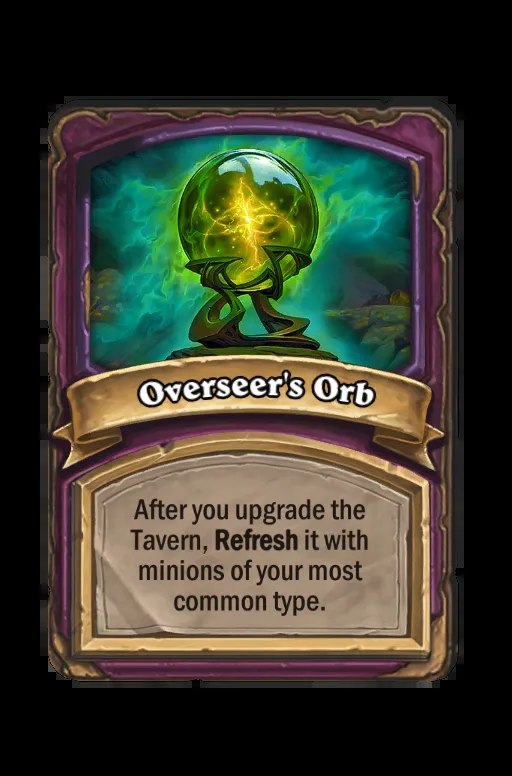 Overseer's Orb
After you upgrade the
Tavern, Refresh it with
minions of your most
common type.